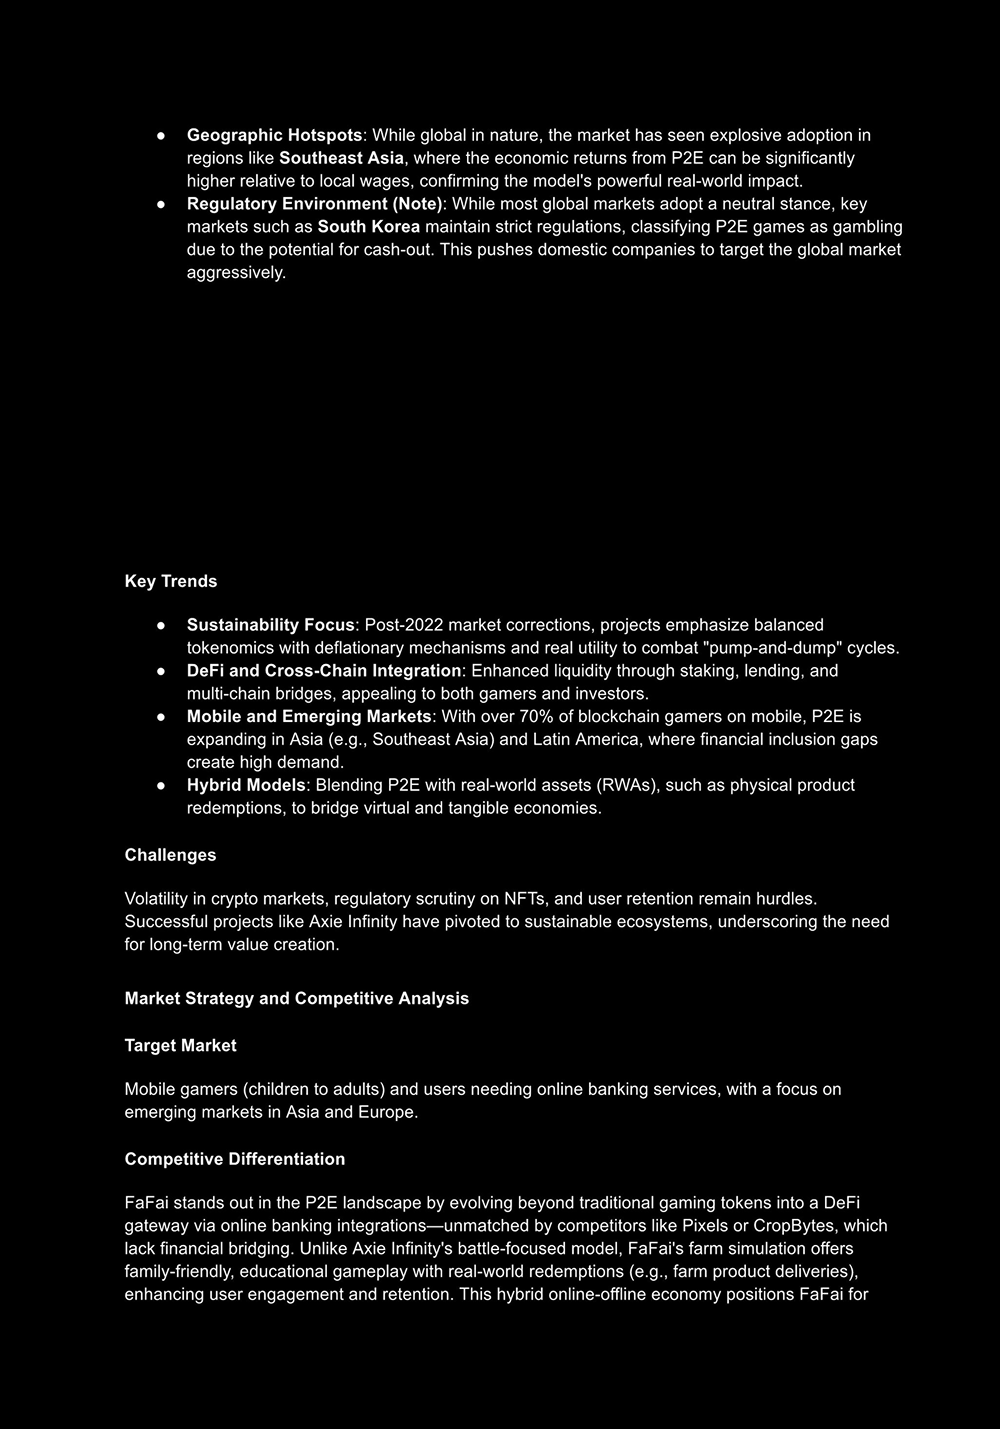 ● Geographic Hotspots: While global in nature, the market has seen explosive adoption in
regions like Southeast Asia, where the economic returns from P2E can be significantly
higher relative to local wages, confirming the model's powerful real-world impact.
● Regulatory Environment (Note): While most global markets adopt a neutral stance, key
markets such as South Korea maintain strict regulations, classifying P2E games as gambling
due to the potential for cash-out. This pushes domestic companies to target the global market
aggressively.
Key Trends
● Sustainability Focus: Post-2022 market corrections, projects emphasize balanced
tokenomics with deflationary mechanisms and real utility to combat "pump-and-dump" cycles.
● DeFi and Cross-Chain Integration: Enhanced liquidity through staking, lending, and
multi-chain bridges, appealing to both gamers and investors.
● Mobile and Emerging Markets: With over 70% of blockchain gamers on mobile, P2E is
expanding in Asia (e.g., Southeast Asia) and Latin America, where financial inclusion gaps
create high demand.
● Hybrid Models: Blending P2E with real-world assets (RWAs), such as physical product
redemptions, to bridge virtual and tangible economies.
Challenges
Volatility in crypto markets, regulatory scrutiny on NFTs, and user retention remain hurdles.
Successful projects like Axie Infinity have pivoted to sustainable ecosystems, underscoring the need
for long-term value creation.
Market Strategy and Competitive Analysis
Target Market
Mobile gamers (children to adults) and users needing online banking services, with a focus on
emerging markets in Asia and Europe.
Competitive Differentiation
FaFai stands out in the P2E landscape by evolving beyond traditional gaming tokens into a DeFi
gateway via online banking integrations—unmatched by competitors like Pixels or CropBytes, which
lack financial bridging. Unlike Axie Infinity's battle-focused model, FaFai's farm simulation offers
family-friendly, educational gameplay with real-world redemptions (e.g., farm product deliveries),
enhancing user engagement and retention. This hybrid online-offline economy positions FaFai for